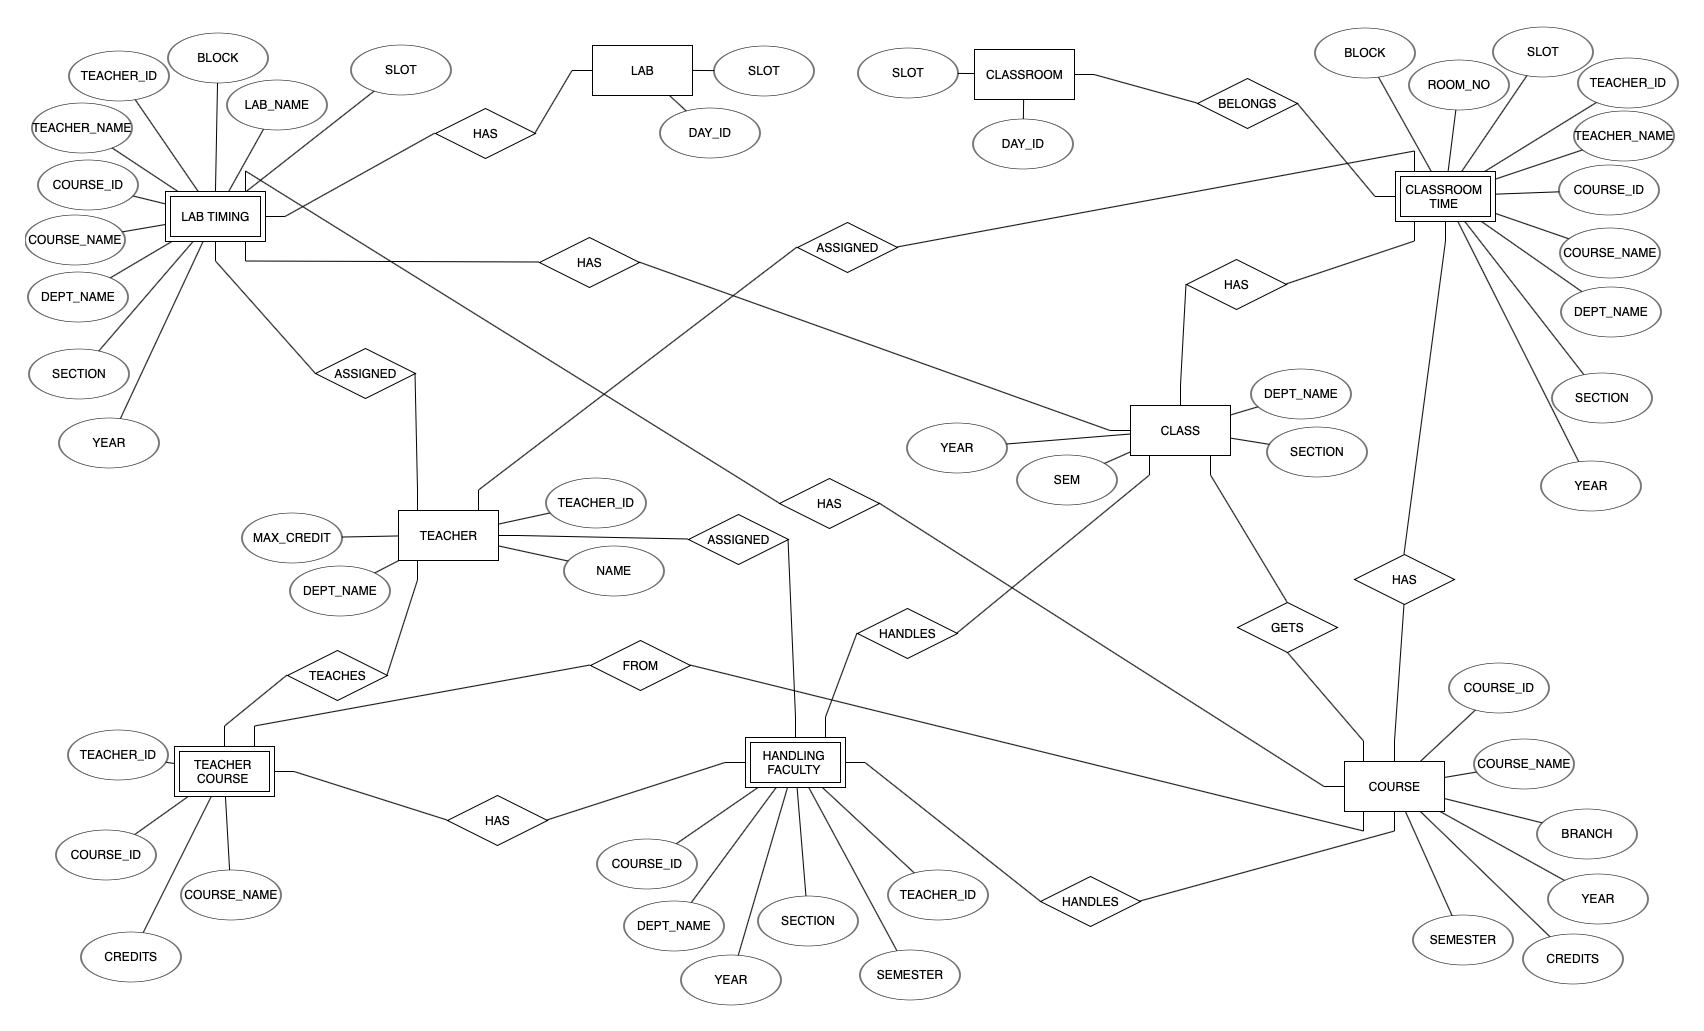 BLOCK
SLOT
TEACHER_ID
LAB_NAME
TEACHER_NAME
COURSE_ID
COURSE_NAME
DEPT_NAME
SECTION
YEAR
LAB TIMING
HAS
LAB
SLOT
DAY_ID
SLOT
CLASSROOM
DAY_ID
BELONGS
BLOCK
SLOT
ROOM_NO
TEACHER_ID
TEACHER_NAME
COURSE_ID
COURSE_NAME
DEPT_NAME
SECTION
YEAR
CLASSROOM
TIME
ASSIGNED
HAS
HAS
ASSIGNED
CLASS
DEPT_NAME
SECTION
YEAR
SEM
HAS
TEACHER
TEACHER_ID
NAME
MAX_CREDIT
DEPT_NAME
ASSIGNED
HAS
GETS
HANDLES
FROM
TEACHES
TEACHER_ID
TEACHER
COURSE
COURSE_ID
COURSE_NAME
CREDITS
HAS
HANDLING
FACULTY
COURSE_ID
DEPT_NAME
YEAR
SECTION
SEMESTER
TEACHER_ID
HANDLES
COURSE
COURSE_ID
COURSE_NAME
BRANCH
YEAR
CREDITS
SEMESTER